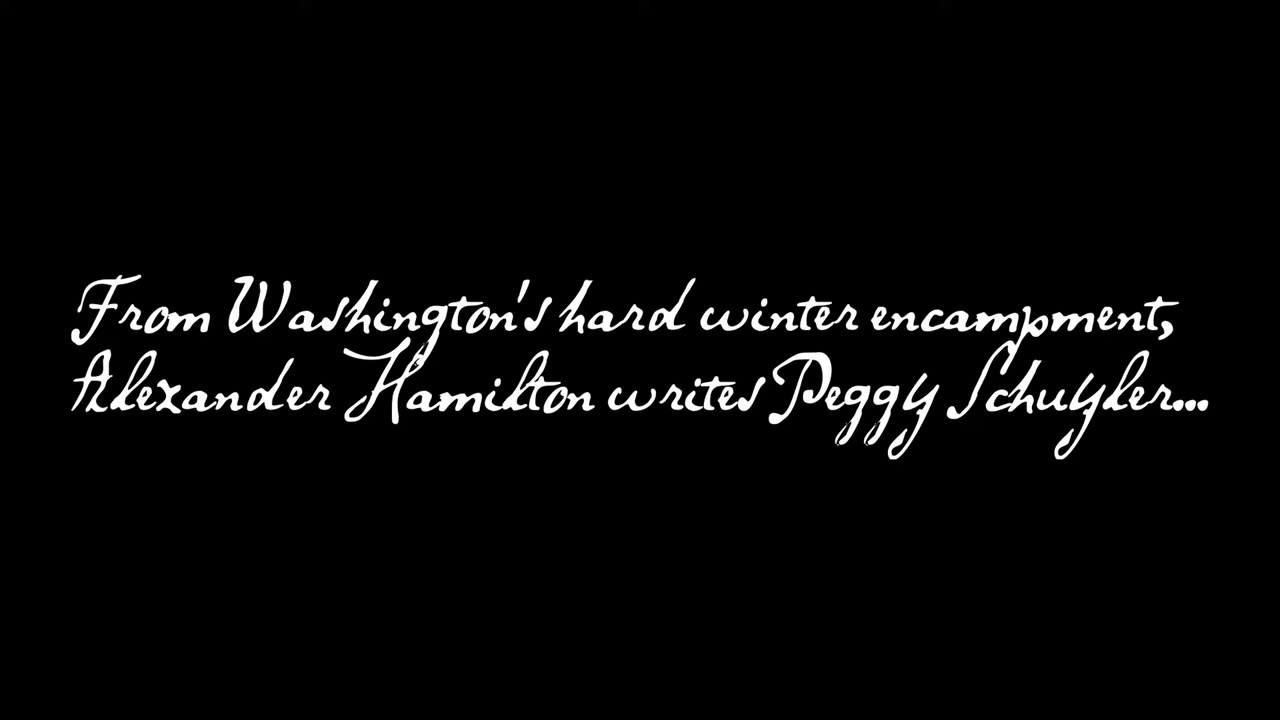 From Washington's hard winter encampment,
Alexander Hamilton writes Peggy Schuyler...